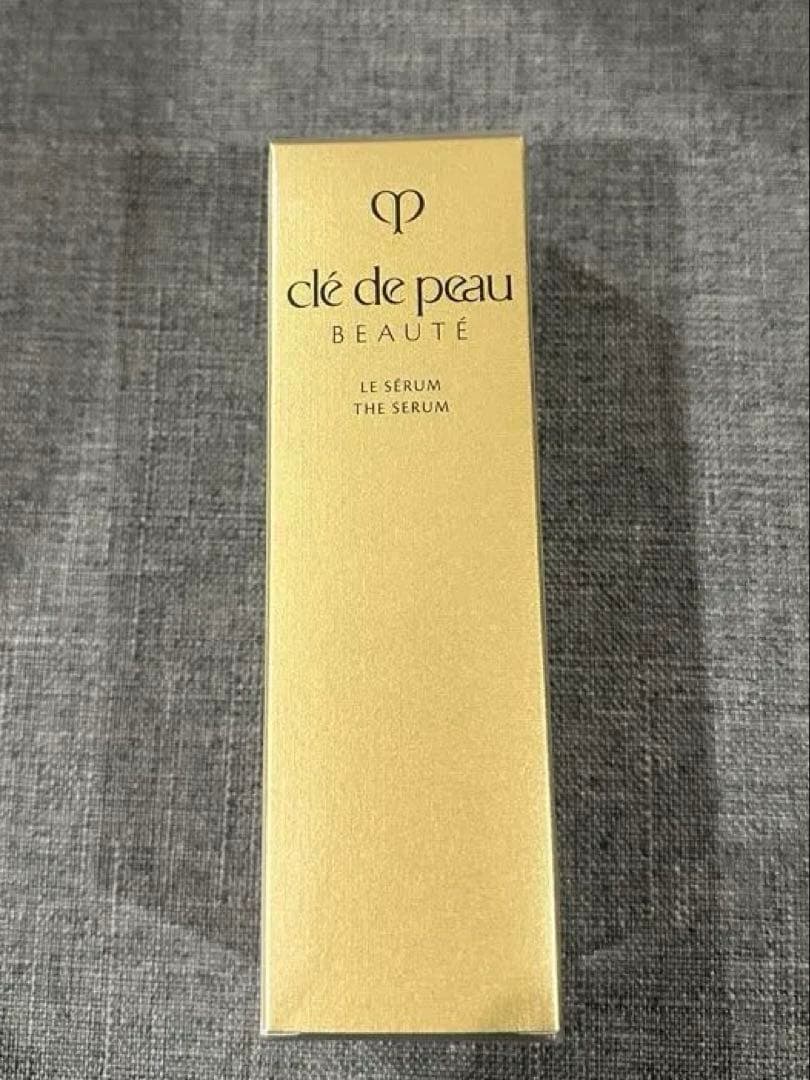 clé de peau
BEAUTÉ
LE SÉRUM
THE SERUM